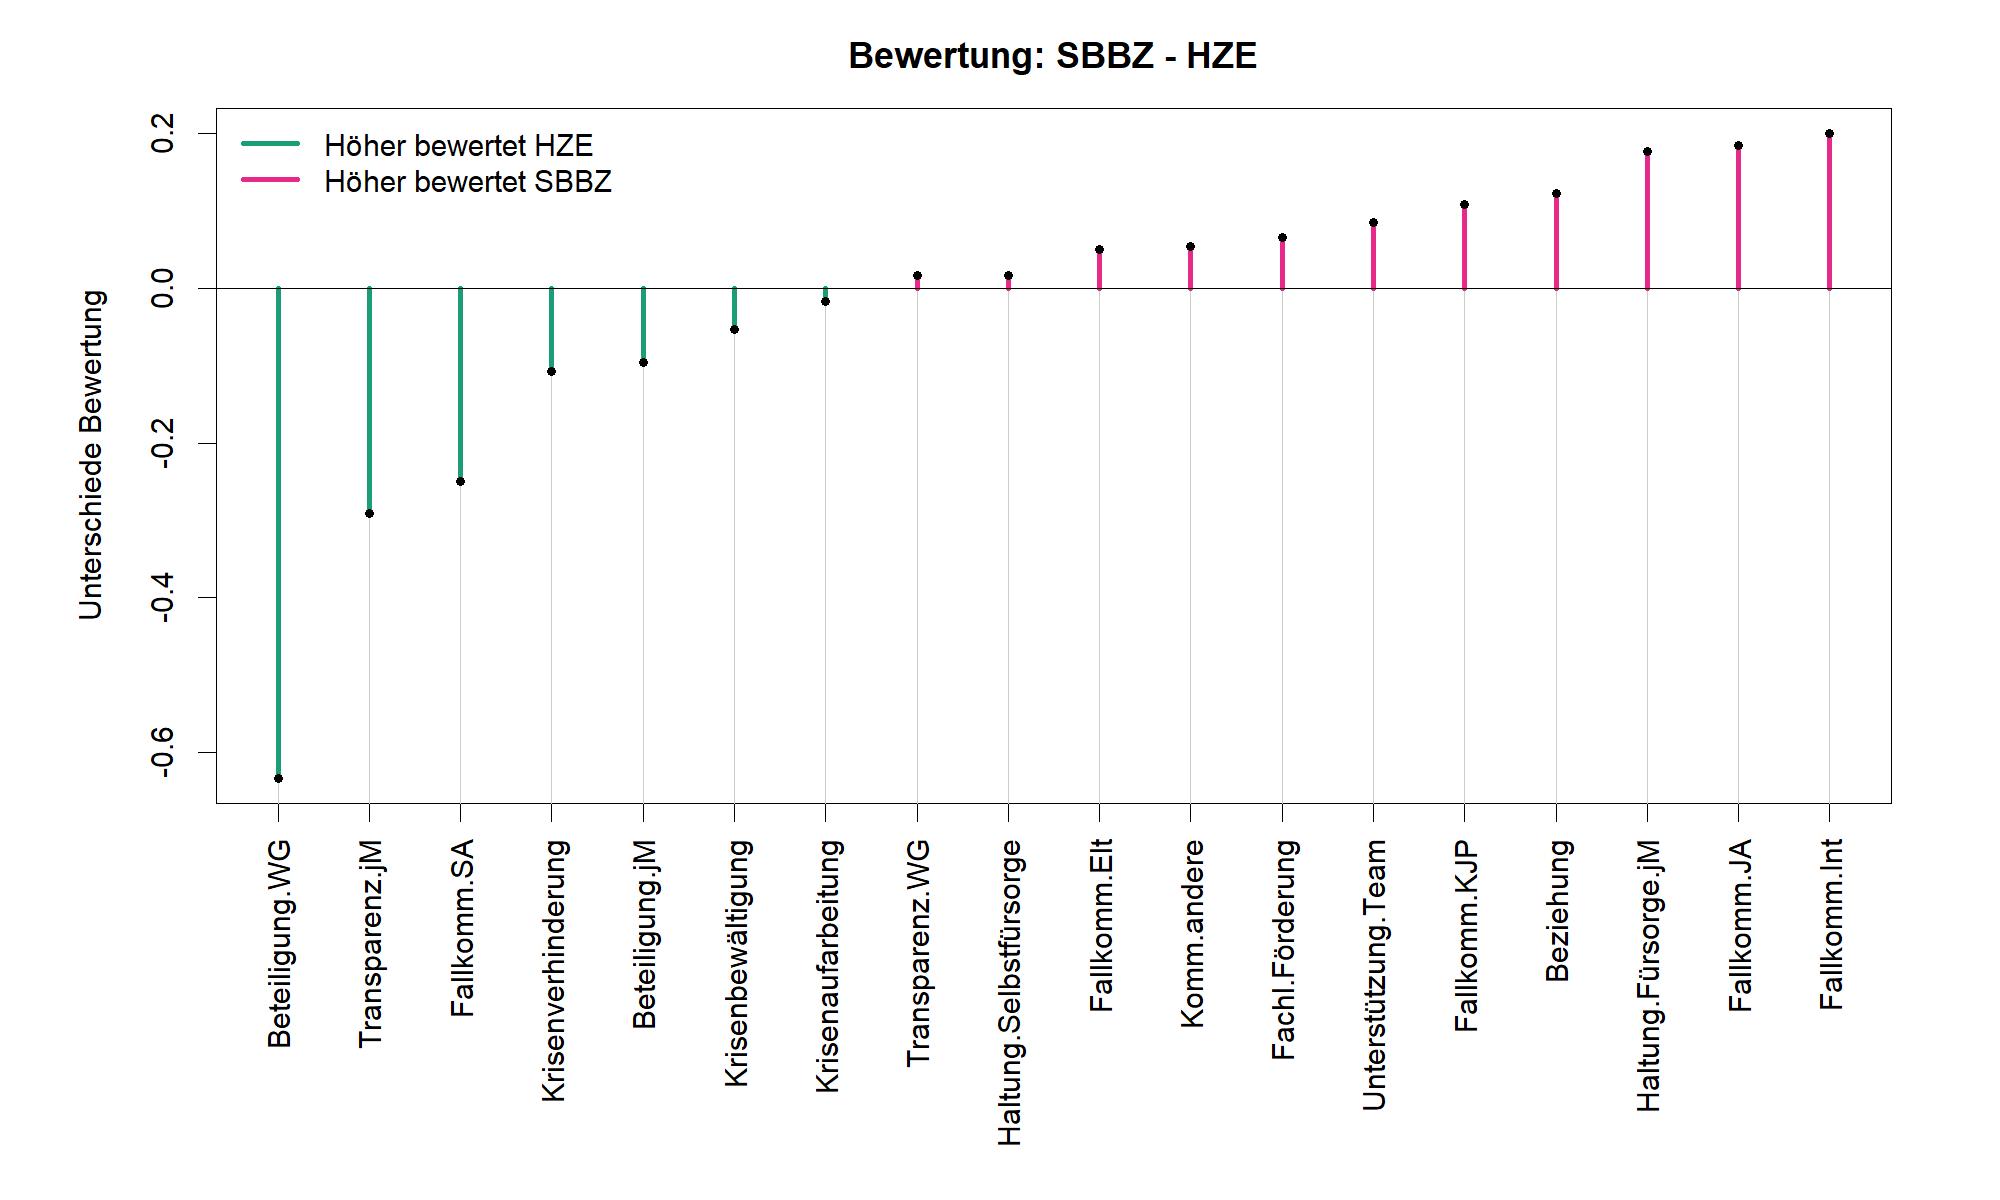 Bewertung: SBBZ - HZE
Höher bewertet HZE
Höher bewertet SBBZ
Unterschiede Bewertung
0.2
0.0
-0.2
-0.4
-0.6
Beteiligung.WG
Transparenz.jM
Fallkomm.SA
Krisenverhinderung
Beteiligung.jM
Krisenbewältigung
Krisenaufarbeitung
Transparenz.WG
Haltung.Selbstfürsorge
Fallkomm.Elt
Komm.andere
Fachl.Förderung
Unterstützung.Team
Fallkomm.KJP
Beziehung
Haltung.Fürsorge.jM
Fallkomm.JA
Fallkomm.Int